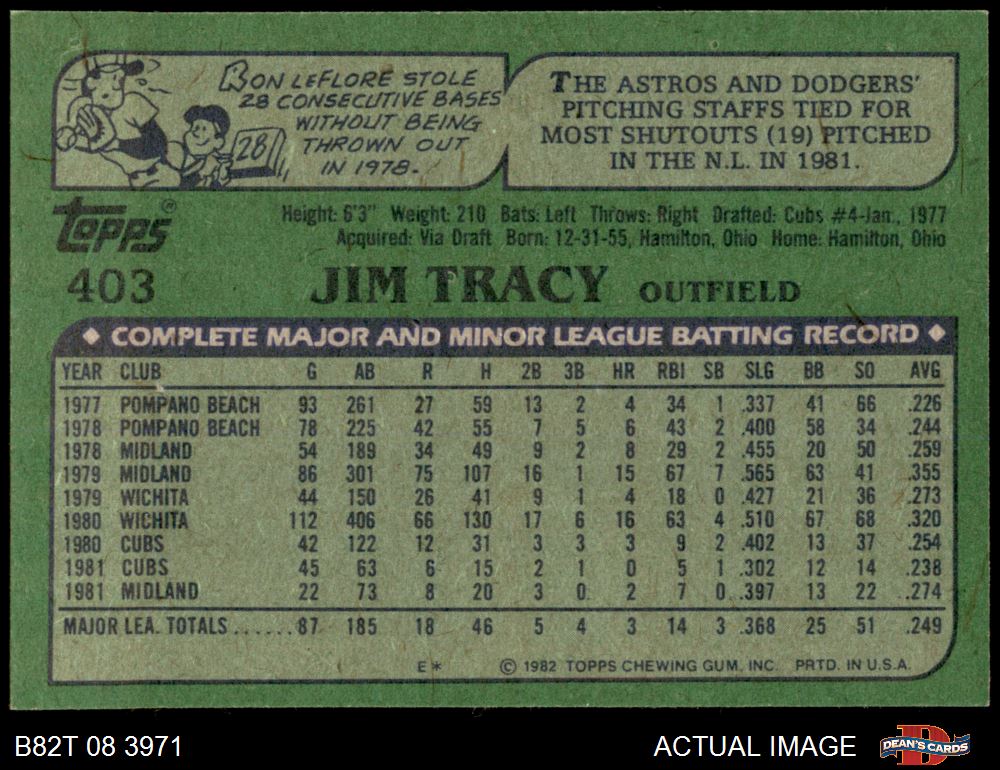 RON LEFLORE STOLE
28 CONSECUTIVE BASES
WITHOUT BEING
THROWN OUT
IN 1978.
28
THE ASTROS AND DODGERS'
PITCHING STAFFS TIED FOR
MOST SHUTOUTS (19) PITCHED
IN THE N.L. IN 1981.
topps®
Height: 6'3" Weight: 210 Bats: Left Throws: Right Drafted: Cubs #4-Jan., 1977
Acquired: Via Draft Born: 12-31-55, Hamilton, Ohio Home: Hamilton, Ohio
403 JIM TRACY OUTFIELD
◆ COMPLETE MAJOR AND MINOR LEAGUE BATTING RECORD ◆
YEAR CLUB G AB R H 2B 3B HR RBI SB SLG BB SO AVG
1977 POMPANO BEACH 93 261 27 59 13 2 4 34 1 .337 41 66 .226
1978 POMPANO BEACH 78 225 42 55 7 5 6 43 2 .400 58 34 .244
1978 MIDLAND 54 189 34 49 9 2 8 29 2 .455 20 50 .259
1979 MIDLAND 86 301 75 107 16 1 15 67 7 .565 63 41 .355
1979 WICHITA 44 150 26 41 9 1 4 18 0 .427 21 36 .273
1980 WICHITA 112 406 66 130 17 6 16 63 4 .510 67 68 .320
1980 CUBS 42 122 12 31 3 3 3 9 2 .402 13 37 .254
1981 CUBS 45 63 6 15 2 1 0 5 1 .302 12 14 .238
1981 MIDLAND 22 73 8 20 3 0 2 7 0 .397 13 22 .274
MAJOR LEA. TOTALS......87 185 18 46 5 4 3 14 3 .368 25 51 .249
E* © 1982 TOPPS CHEWING GUM, INC. PRTD. IN U.S.A.
B82T 08 3971 ACTUAL IMAGE DEAN'S CARDS